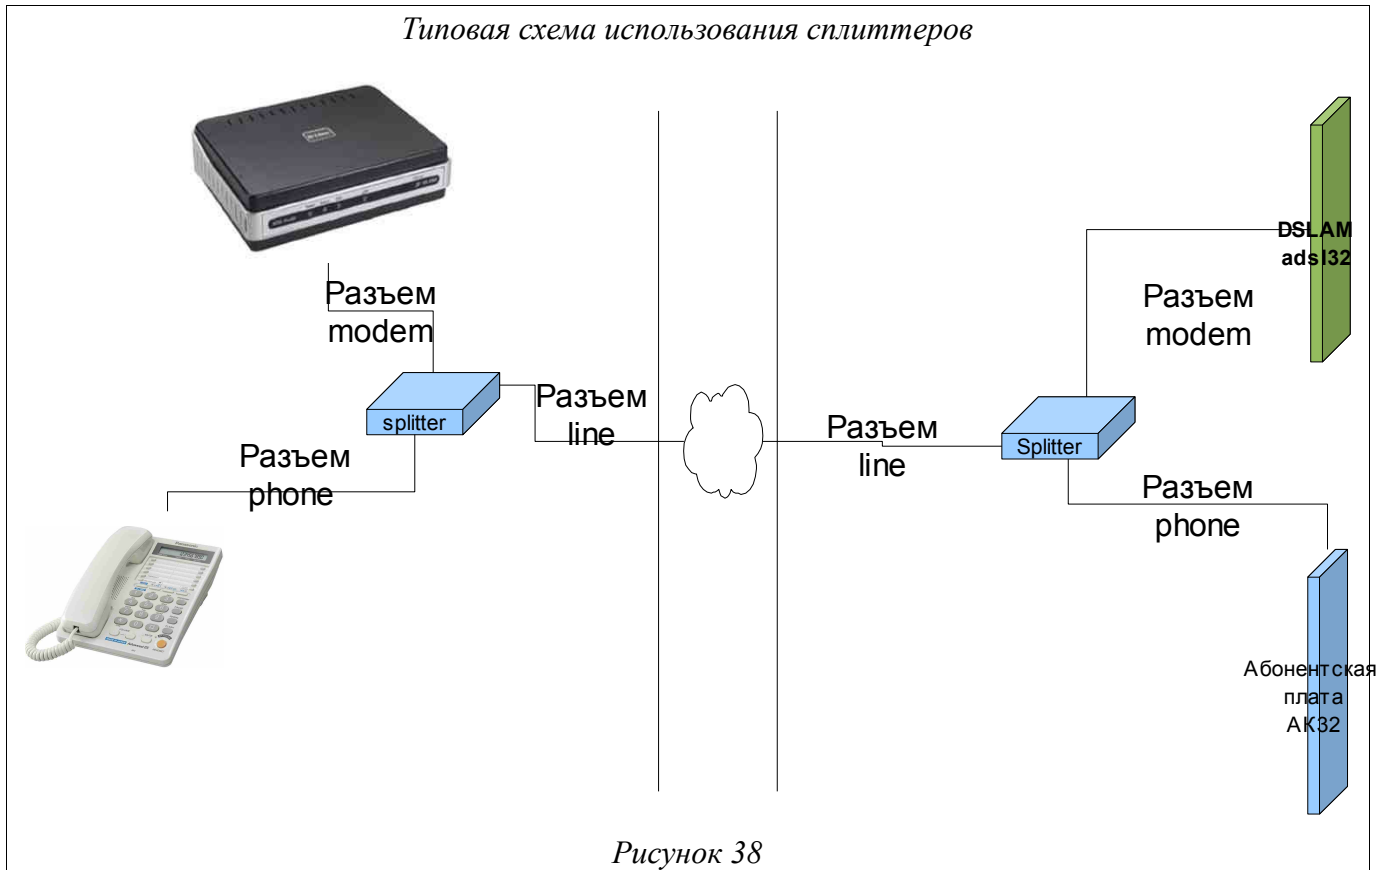 Типовая схема использования сплиттеров
DSLAM
adsl32
Разъем
modem
Разъем
modem
splitter
Разъем
line
Разъем
line
Splitter
Разъем
phone
Разъем
phone
Абонентская
плата
АК32
Рисунок 38